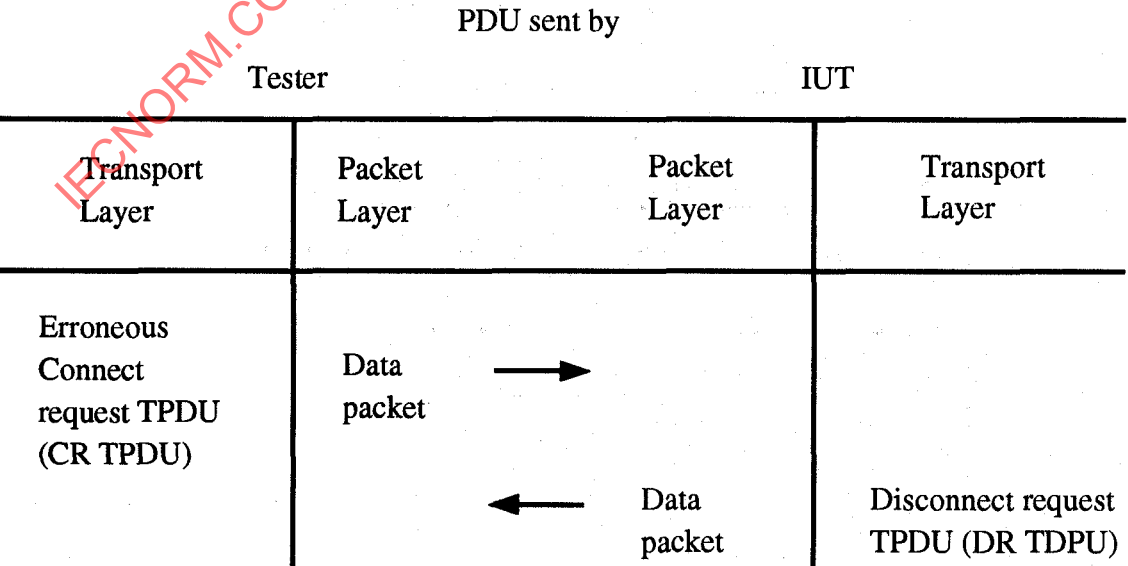 PDU sent by
Tester IUT
Transport Packet Packet Transport
Layer Layer Layer Layer
Erroneous
Connect
request TPDU
(CR TPDU)
Data
packet
Data
packet
Disconnect request
TPDU (DR TDPU)
IECNORM.CO